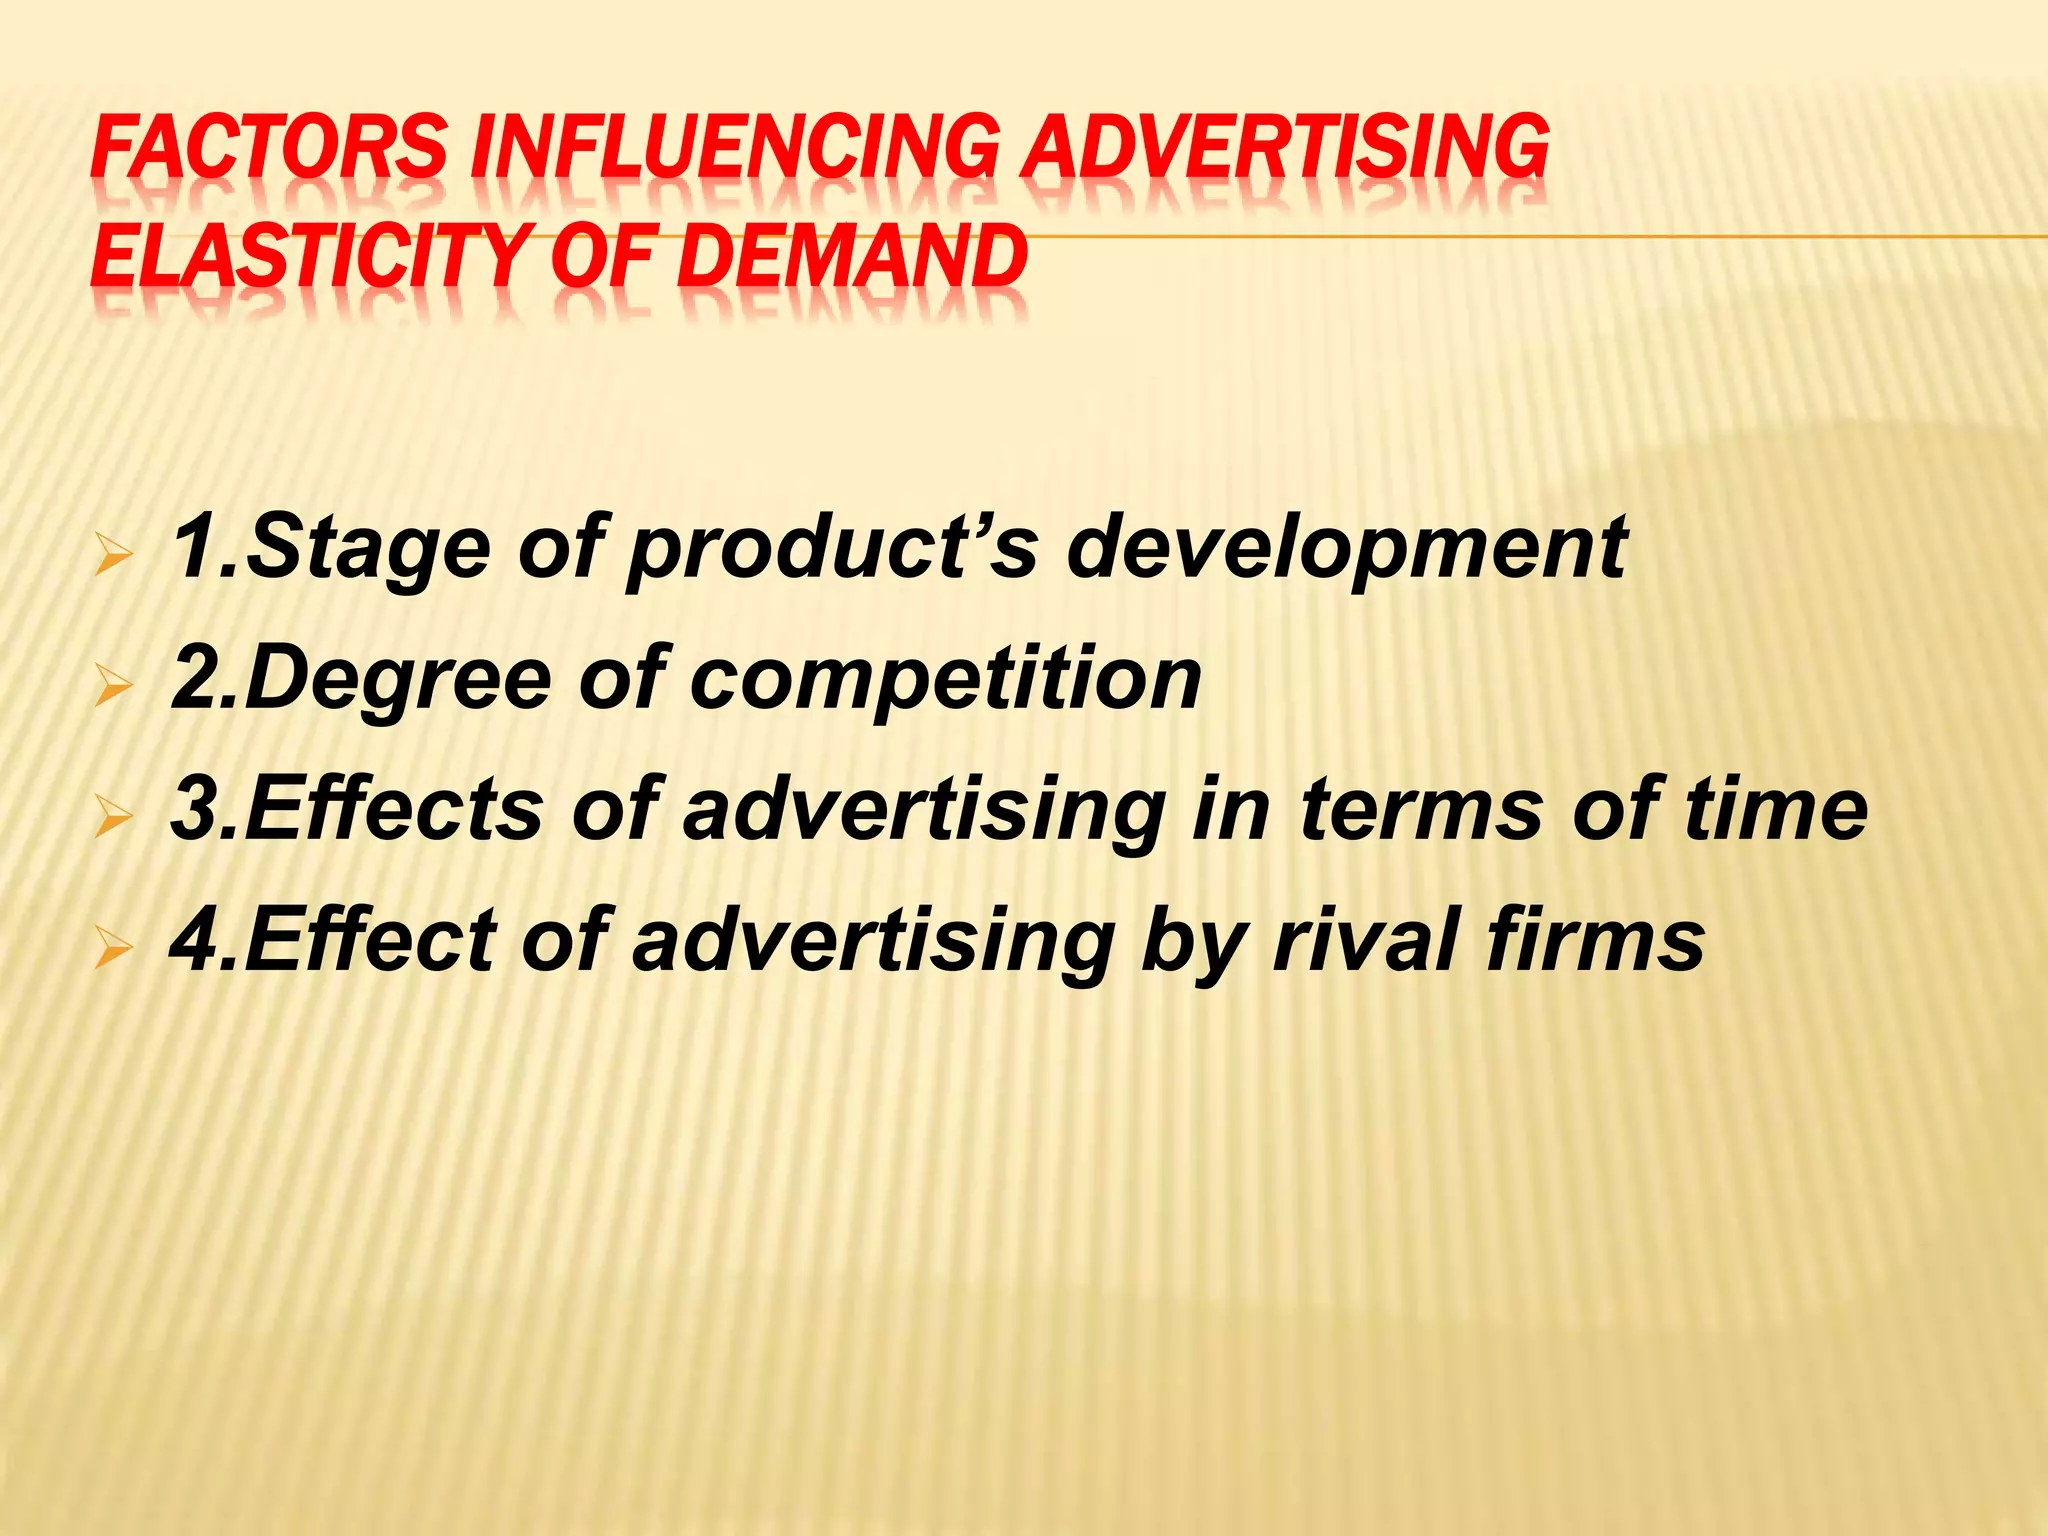 FACTORS INFLUENCING ADVERTISING
ELASTICITY OF DEMAND
1.Stage of product’s development
2.Degree of competition
3.Effects of advertising in terms of time
4.Effect of advertising by rival firms